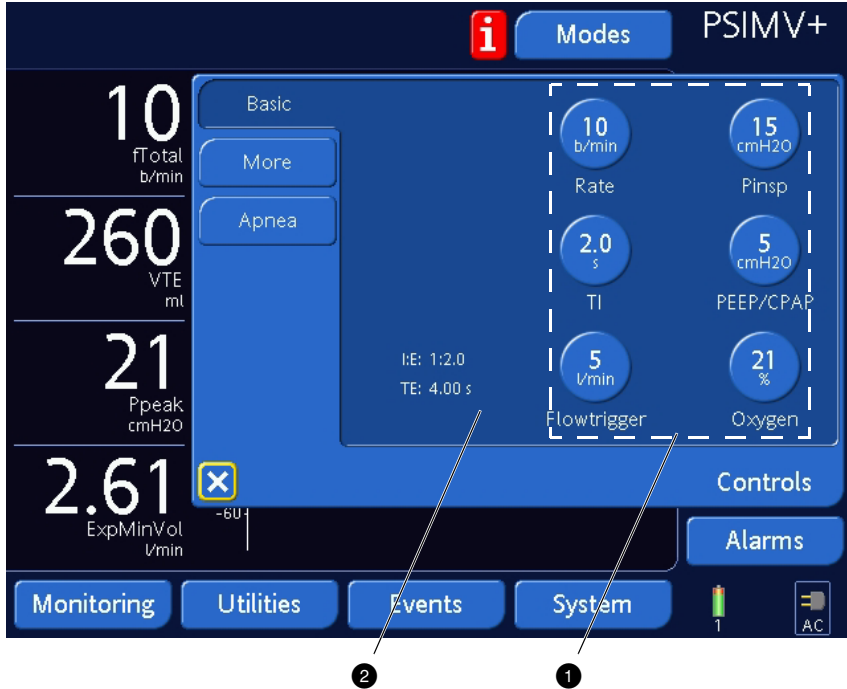 i
Modes
PSIMV+
10
fTotal
b/min
260
VTE
ml
21
Ppeak
cmH2O
2.61
ExpMinVol
l/min
Basic
More
Apnea
10
b/min
Rate
15
cmH2O
Pinsp
2.0
s
TI
5
cmH2O
PEEP/CPAP
I:E: 1:2.0
TE: 4.00 s
5
l/min
Flowtrigger
21
%
Oxygen
Controls
-60
Alarms
Monitoring
Utilities
Events
System
1
AC
2
1